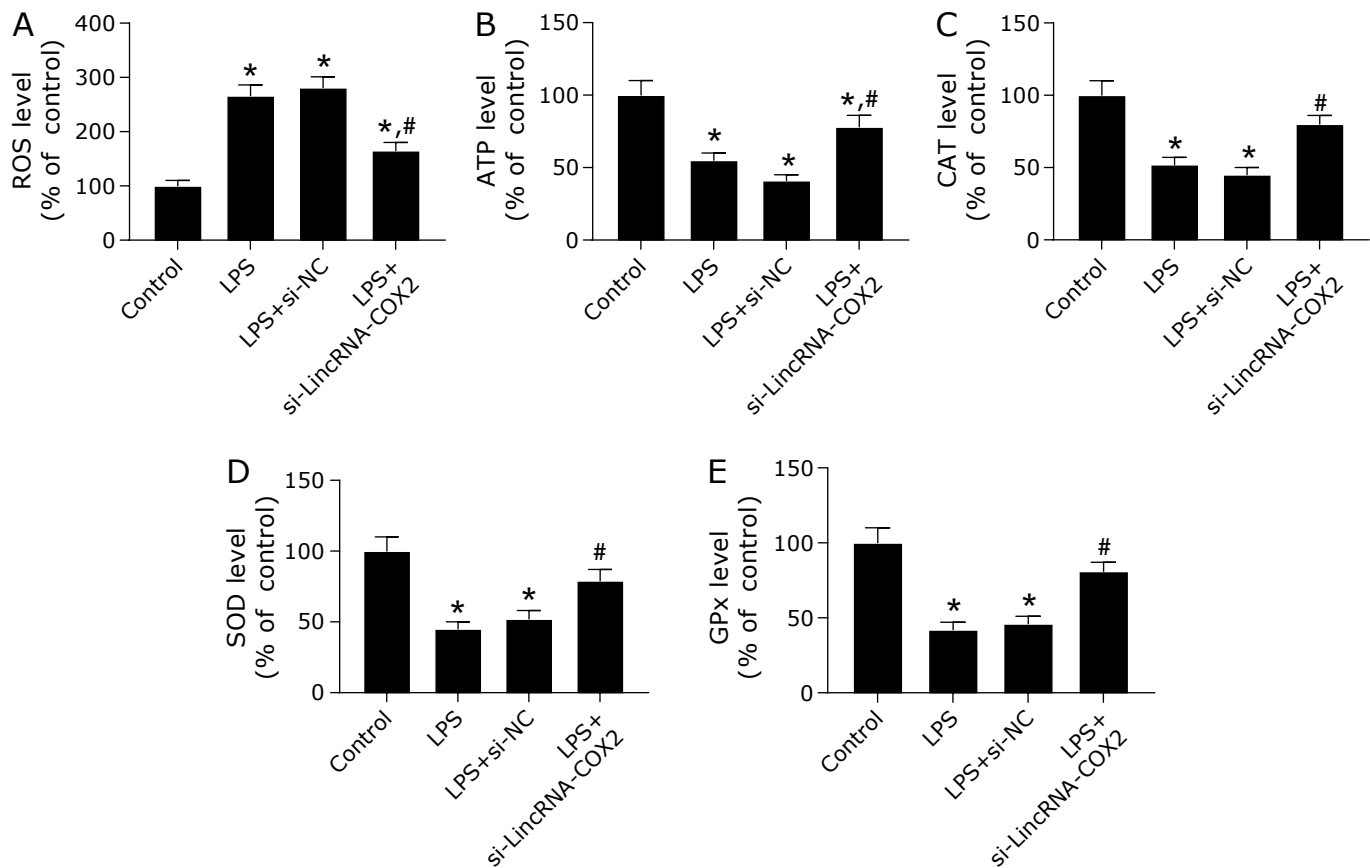 A
ROS level
(% of control)
400
300
200
100
0
*
*
*,#
Control
LPS
LPS+si-NC
LPS+
si-LincRNA-COX2
B
ATP level
(% of control)
150
100
50
0
*
*
*,#
Control
LPS
LPS+si-NC
LPS+
si-LincRNA-COX2
C
CAT level
(% of control)
150
100
50
0
*
*
#
Control
LPS
LPS+si-NC
LPS+
si-LincRNA-COX2
D
SOD level
(% of control)
150
100
50
0
*
*
#
Control
LPS
LPS+si-NC
LPS+
si-LincRNA-COX2
E
GPx level
(% of control)
150
100
50
0
*
*
#
Control
LPS
LPS+si-NC
LPS+
si-LincRNA-COX2